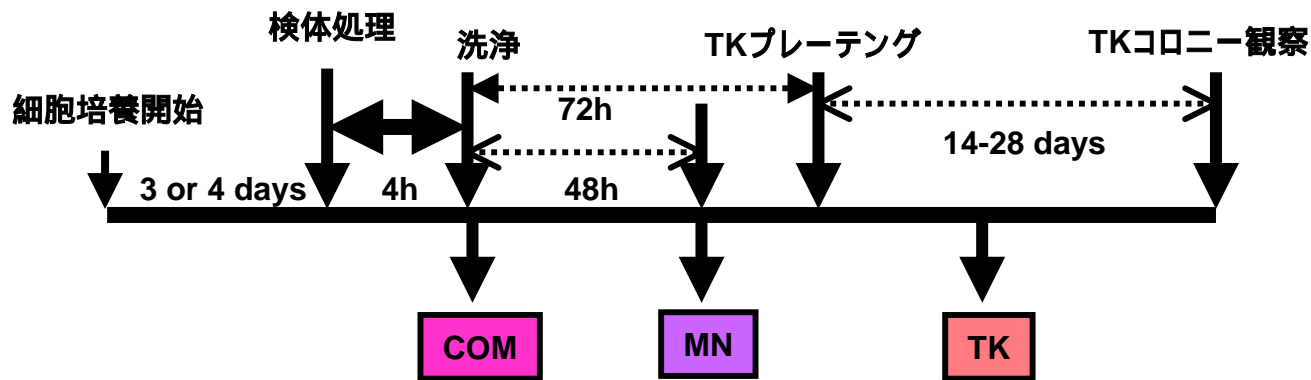 検体処理
洗浄
TKプレーテング
TKコロニー観察
細胞培養開始
72h
14-28 days
3 or 4 days
4h
48h
COM
MN
TK